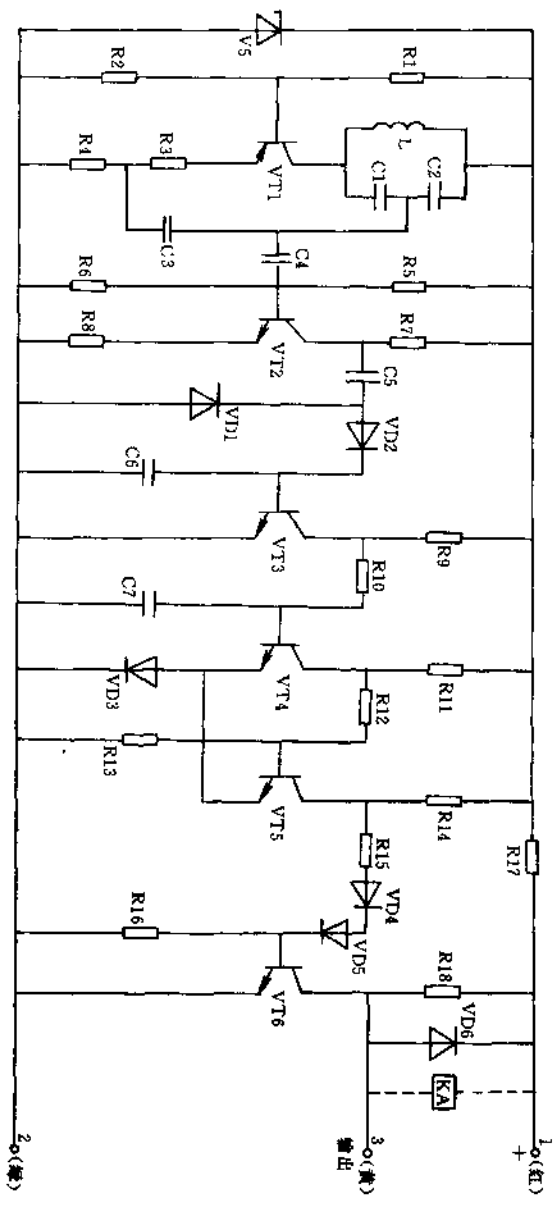 V5
R2
R1
R4
R3
VT1
L
C1
C2
C3
C4
R6
R5
R8
VT2
R7
C5
VD1
VD2
C6
VT3
R9
R10
C7
VD3
VT4
R11
R12
R13
VT5
R14
R15
R17
VD4
VD5
R16
VT6
R18
VD6
KA
1
(红)
+
3
(黄)
输出
2